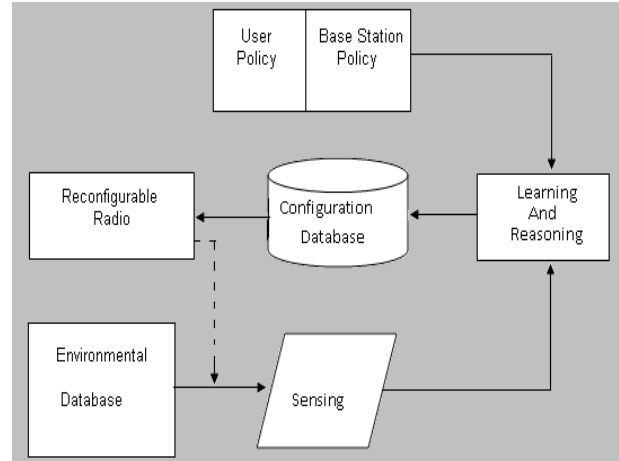 User
Policy
Base Station
Policy
Reconfigurable
Radio
Configuration
Database
Learning
And
Reasoning
Environmental
Database
Sensing